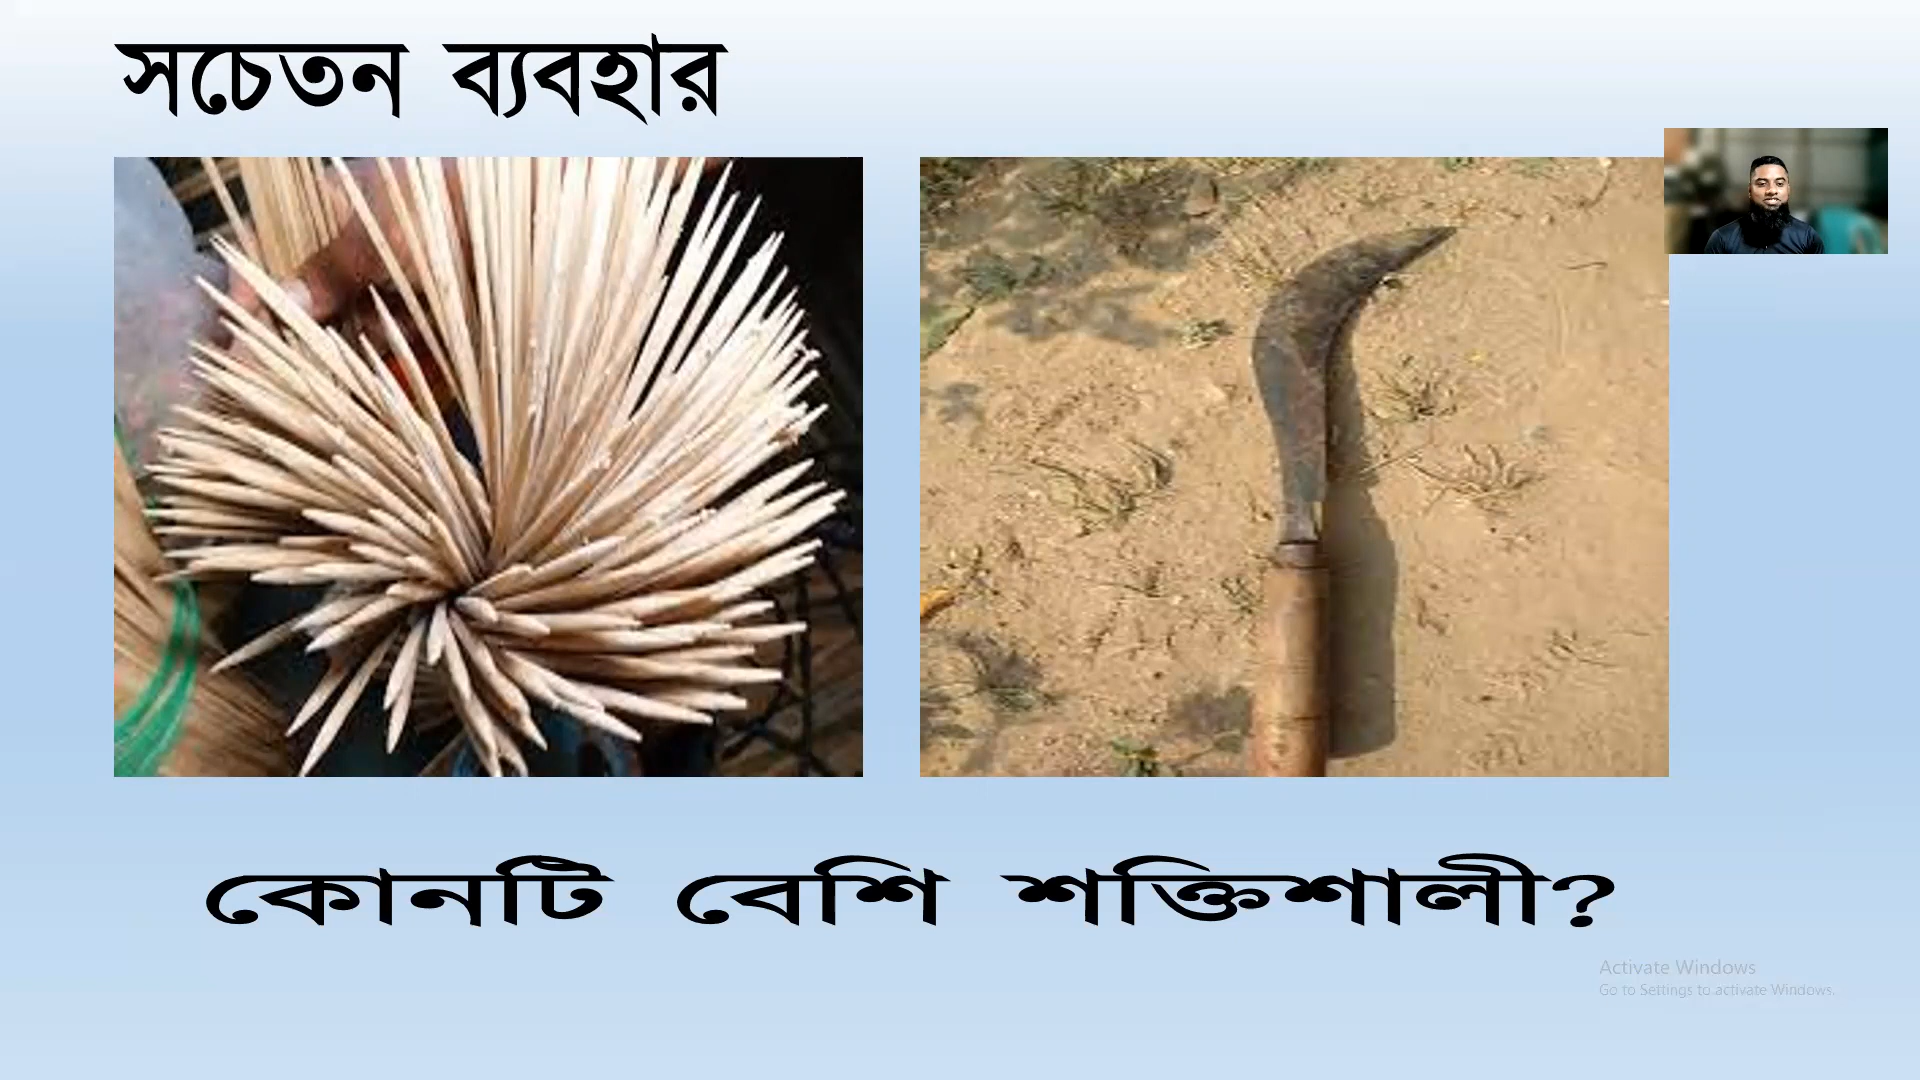 সচেতন ব্যবহার
কোনটি বেশি শক্তিশালী?
Activate Windows
Go to Settings to activate Windows.